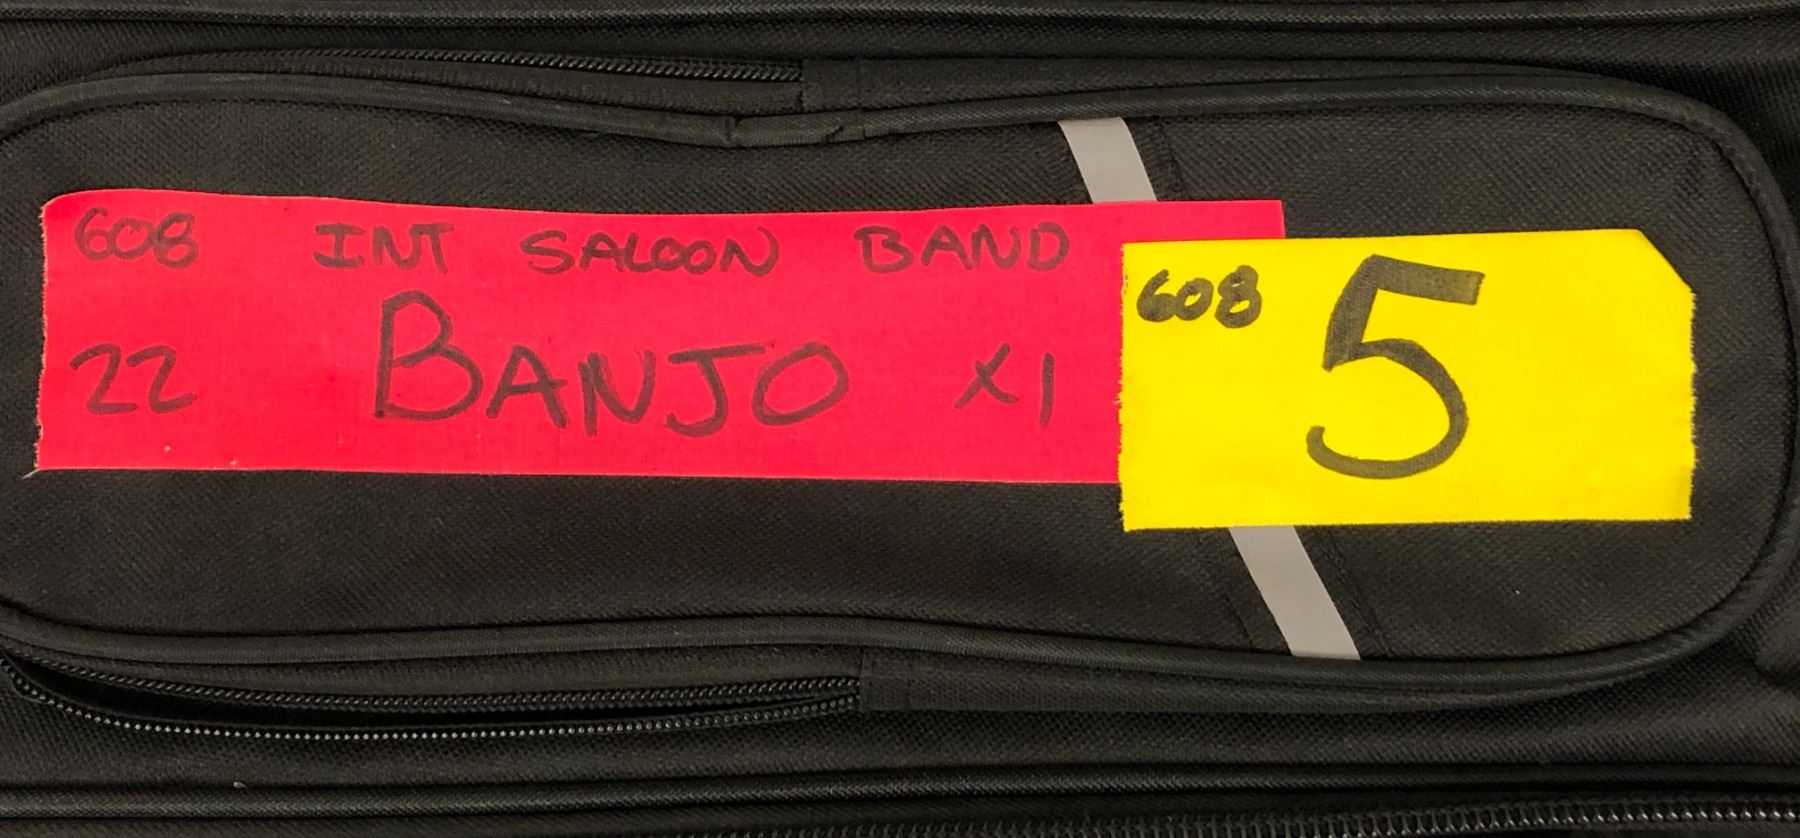 608 INT SALOON BAND
22 BANJO X1
608 5